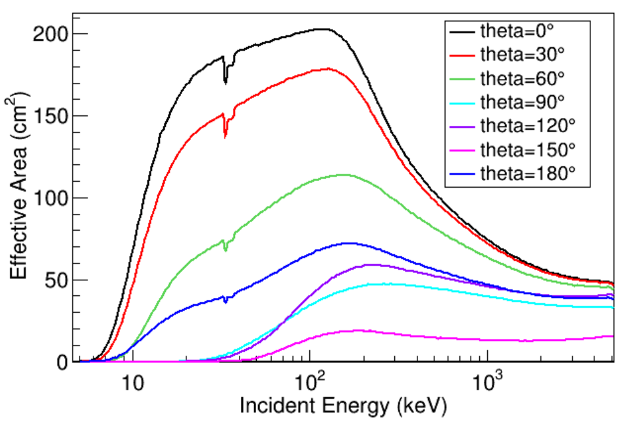 200
150
100
50
0
Effective Area (cm²)
theta=0°
theta=30°
theta=60°
theta=90°
theta=120°
theta=150°
theta=180°
10
10²
10³
Incident Energy (keV)